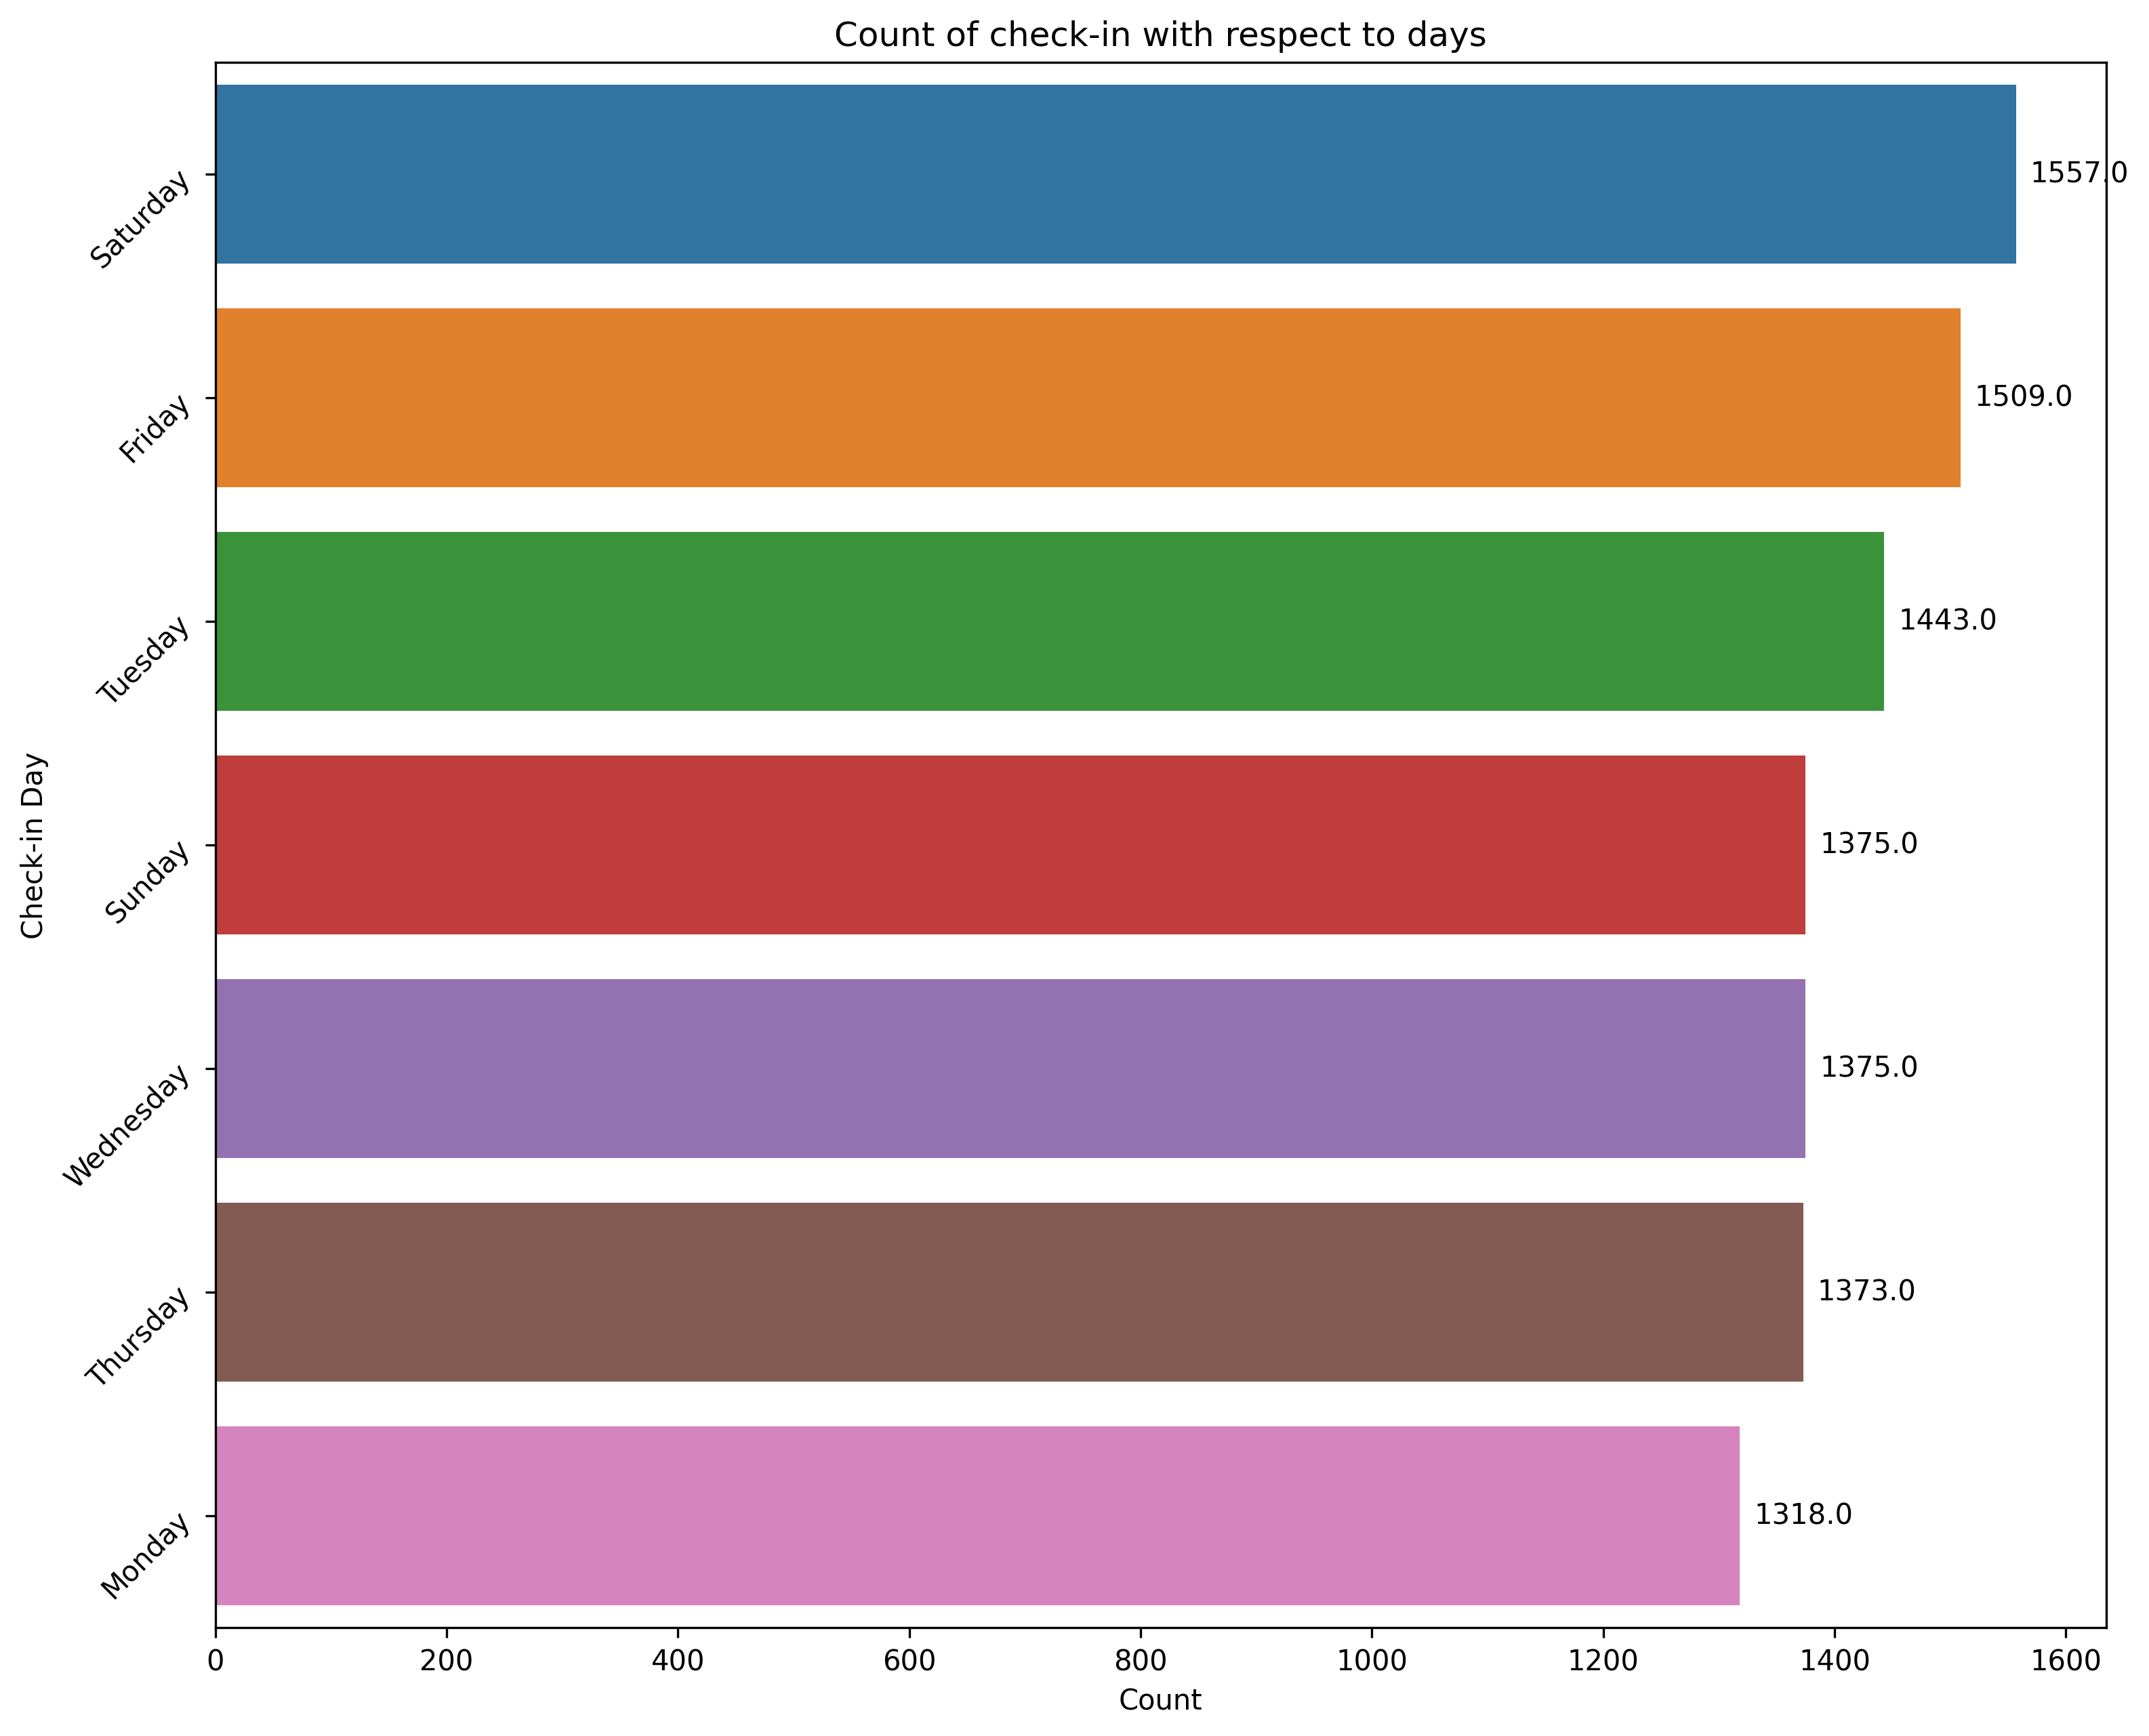 Count of check-in with respect to days
Check-in Day
Saturday
1557.0
Friday
1509.0
Tuesday
1443.0
Sunday
1375.0
Wednesday
1375.0
Thursday
1373.0
Monday
1318.0
0 200 400 600 800 1000 1200 1400 1600
Count